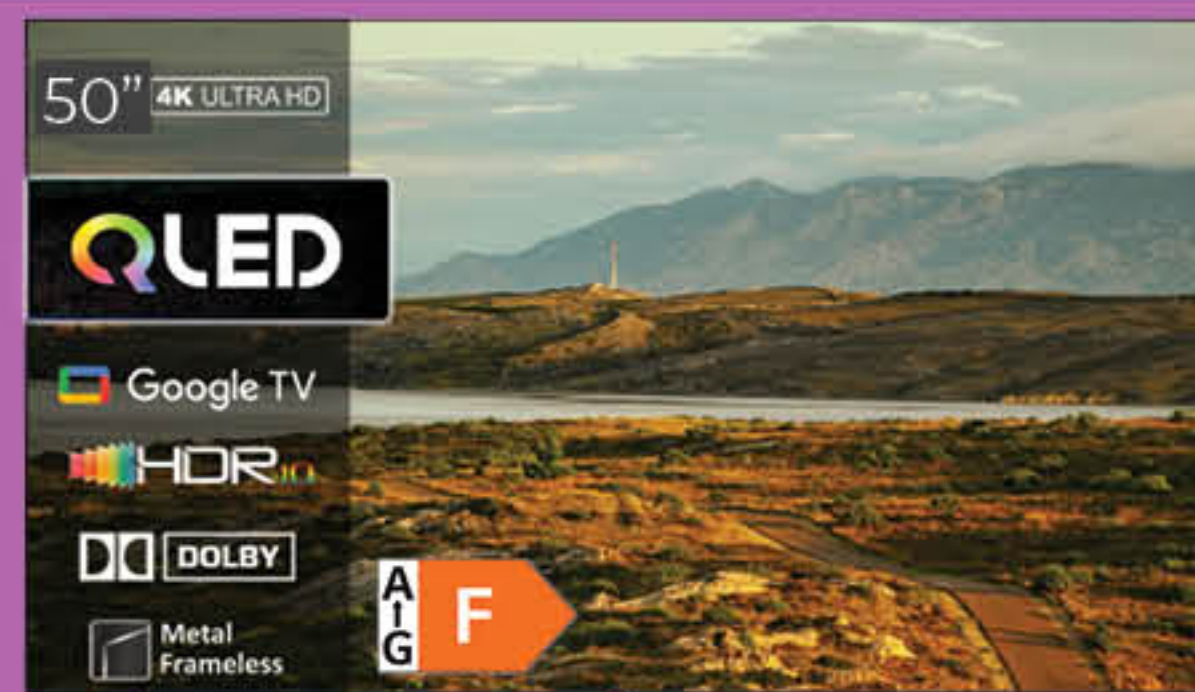 50” 4K ULTRA HD
QLED
Google TV
HDR10
DOLBY
Metal
Frameless
A
G
F